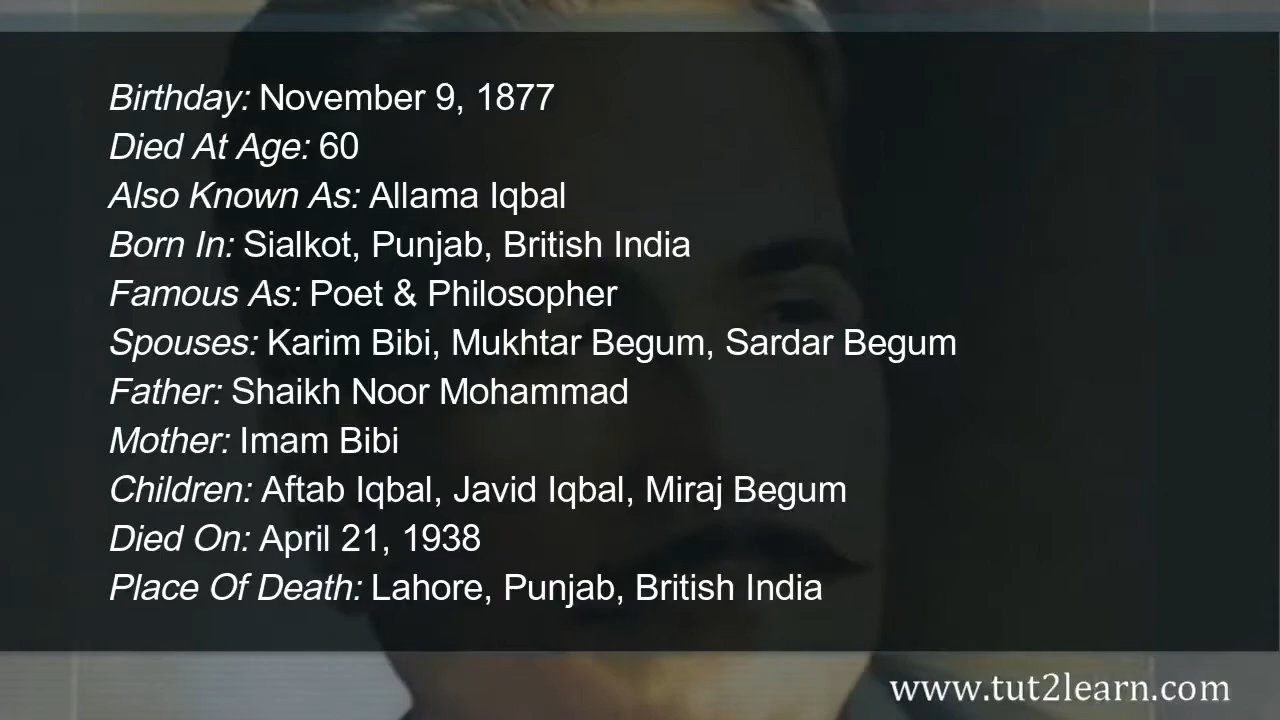 Birthday: November 9, 1877
Died At Age: 60
Also Known As: Allama Iqbal
Born In: Sialkot, Punjab, British India
Famous As: Poet & Philosopher
Spouses: Karim Bibi, Mukhtar Begum, Sardar Begum
Father: Shaikh Noor Mohammad
Mother: Imam Bibi
Children: Aftab Iqbal, Javid Iqbal, Miraj Begum
Died On: April 21, 1938
Place Of Death: Lahore, Punjab, British India
www.tut2learn.com